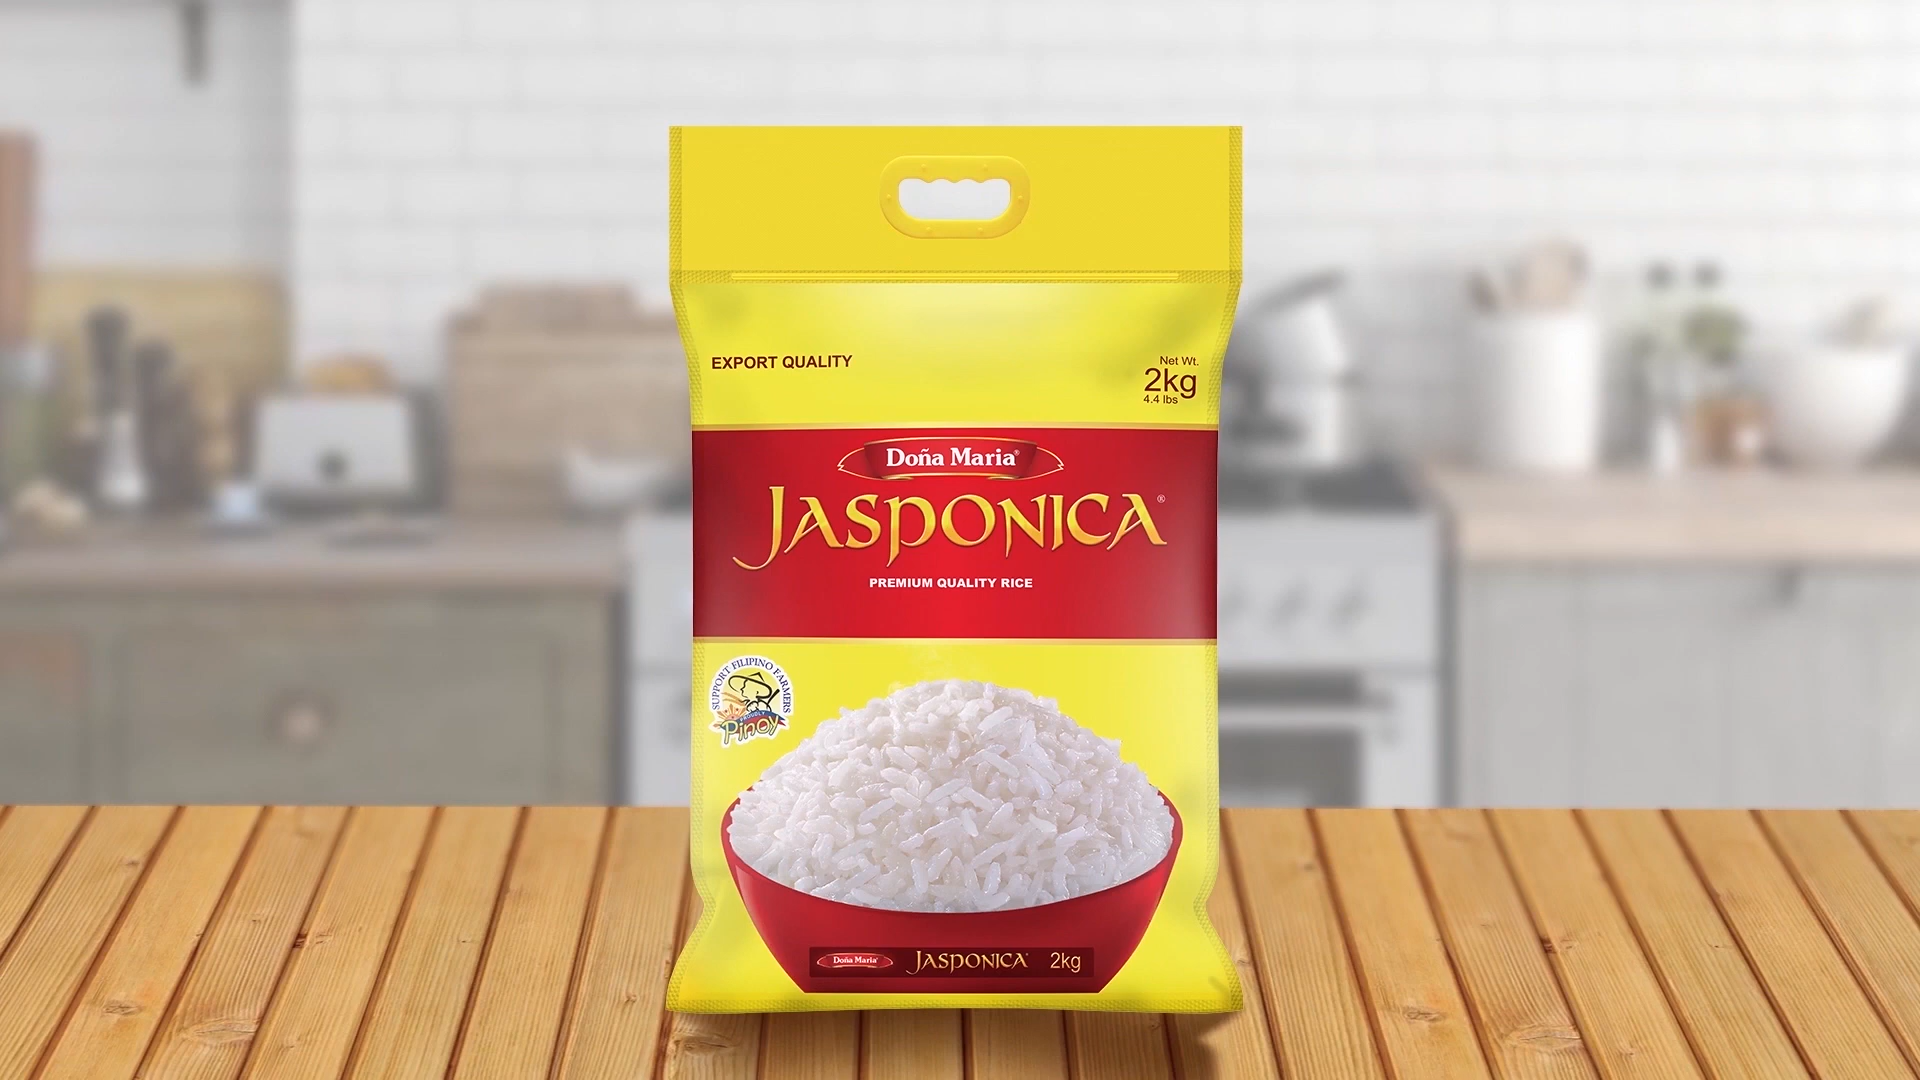 EXPORT QUALITY
Net Wt.
2kg
4.4 lbs
Doña Maria®
JASPONICA®
PREMIUM QUALITY RICE
SUPPORT FILIPINO FARMERS
PROUDLY
Pinoy
Doña Maria® JASPONICA® 2kg